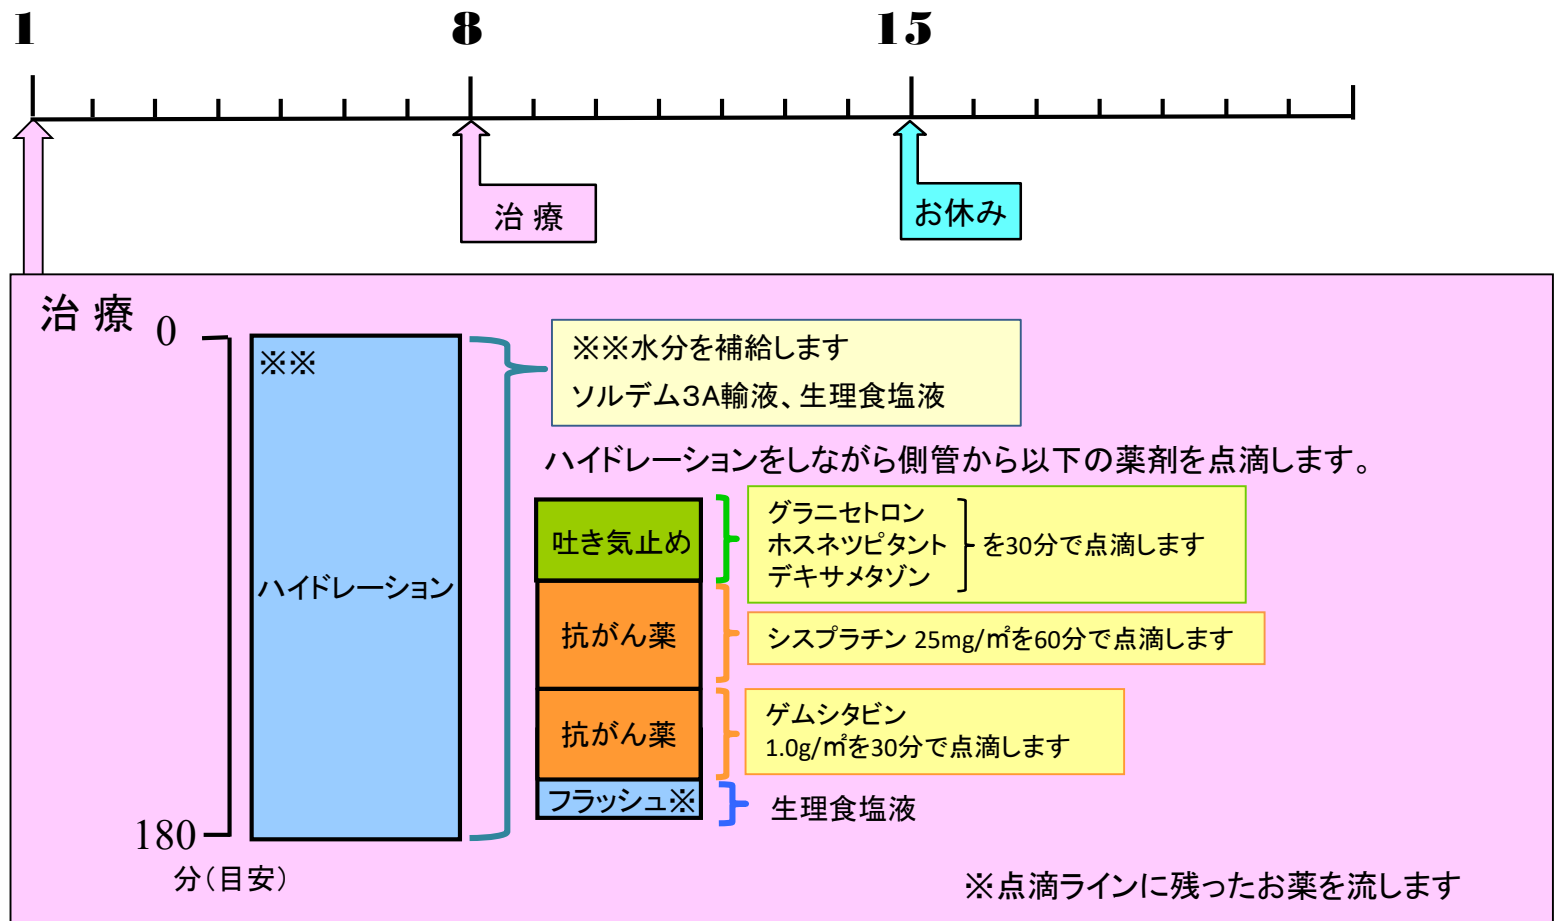 1
8
15
治 療
お休み
治 療
0
※※
※※水分を補給します
ソルデム3A輸液、生理食塩液
ハイドレーションをしながら側管から以下の薬剤を点滴します。
グラニセトロン
吐き気止め
ホスネツピタント
を30分で点滴します
デキサメタゾン
ハイドレーション
抗がん薬
シスプラチン 25mg/㎡を60分で点滴します
ゲムシタビン
抗がん薬
1.0g/㎡を30分で点滴します
フラッシュ※
生理食塩液
180
分(目安)
※点滴ラインに残ったお薬を流します